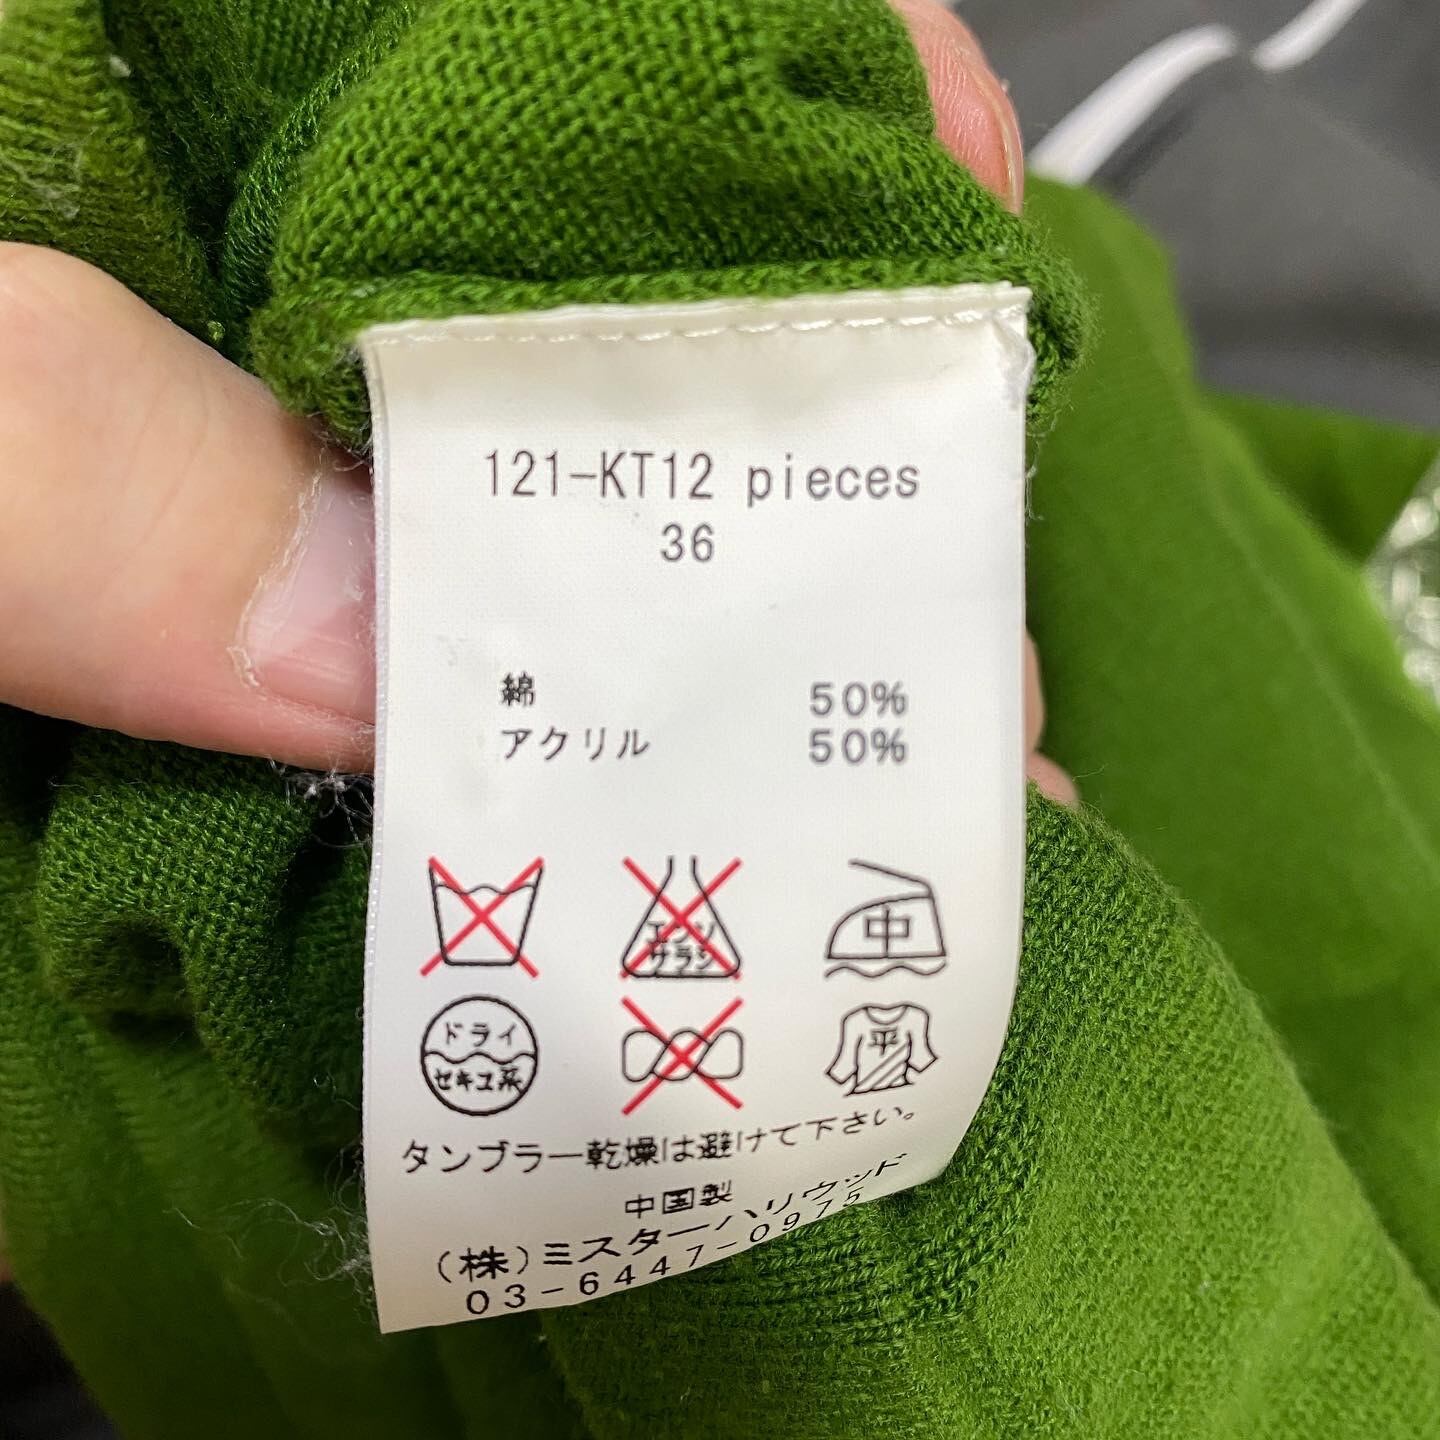 121-KT12 pieces
36
綿 50%
アクリル 50%
エンソ
サラシ
中
ドライ
セキユ系
平
タンブラー乾燥は避けて下さい。
中国製
(株)ミスターハリウッド
03-6447-0975